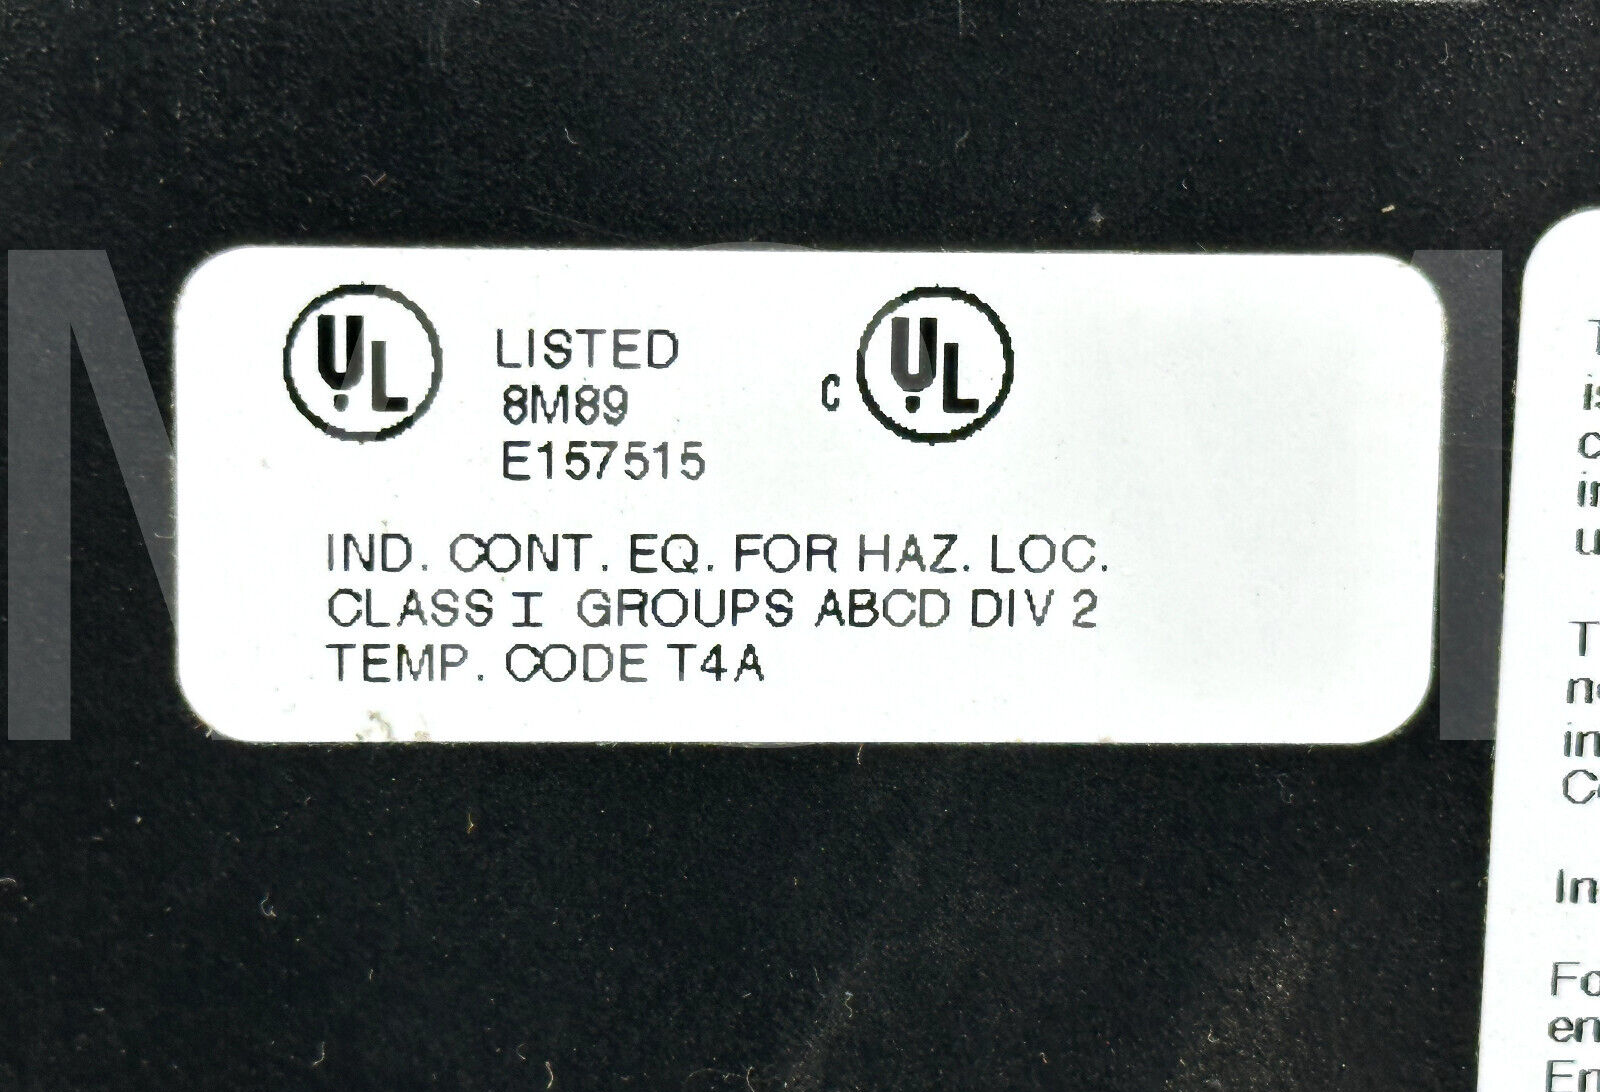 UL LISTED
8M89
E157515
C UL
IND. CONT. EQ. FOR HAZ. LOC.
CLASS I GROUPS ABCD DIV 2
TEMP. CODE T4A